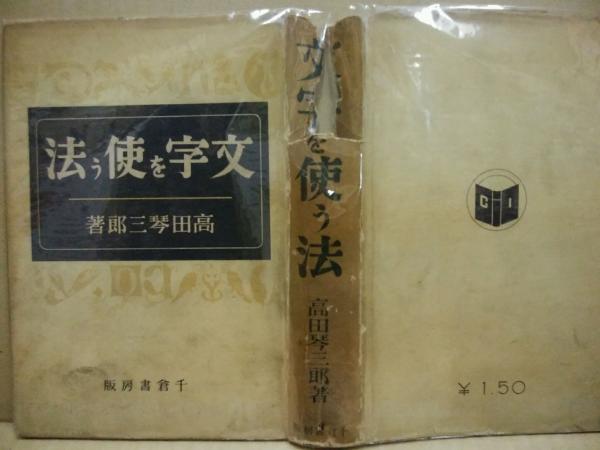 文字を使う法
高田琴三郎著
千倉書房版
文字を使う法
高田琴三郎著
¥ 1.50